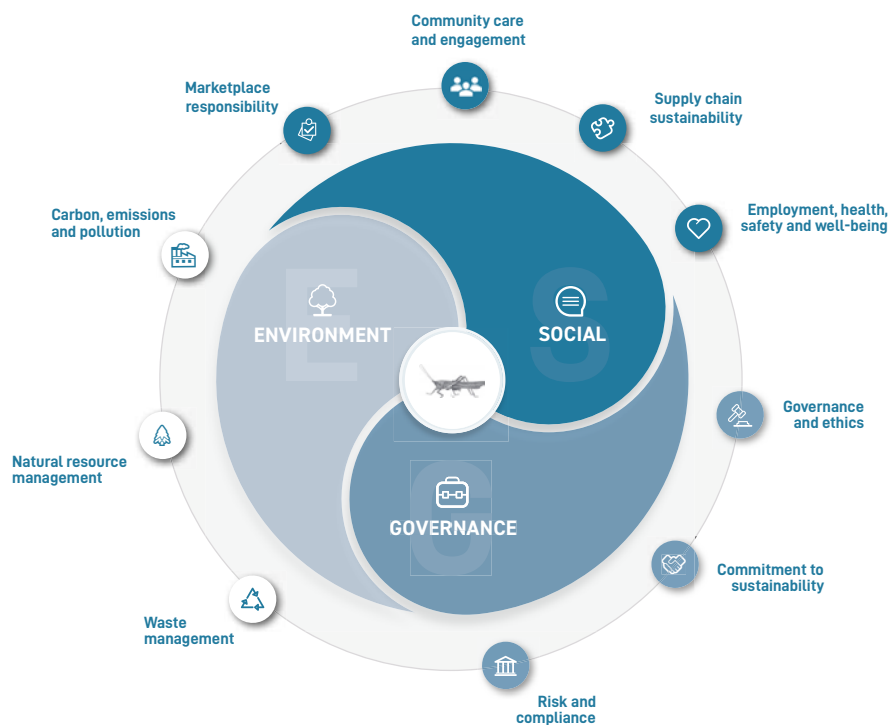 Community care
and engagement
Marketplace
responsibility
Supply chain
sustainability
Carbon, emissions
and pollution
Employment, health,
safety and well-being
E
ENVIRONMENT
S
SOCIAL
Governance
and ethics
Natural resource
management
G
GOVERNANCE
Commitment to
sustainability
Waste
management
Risk and
compliance